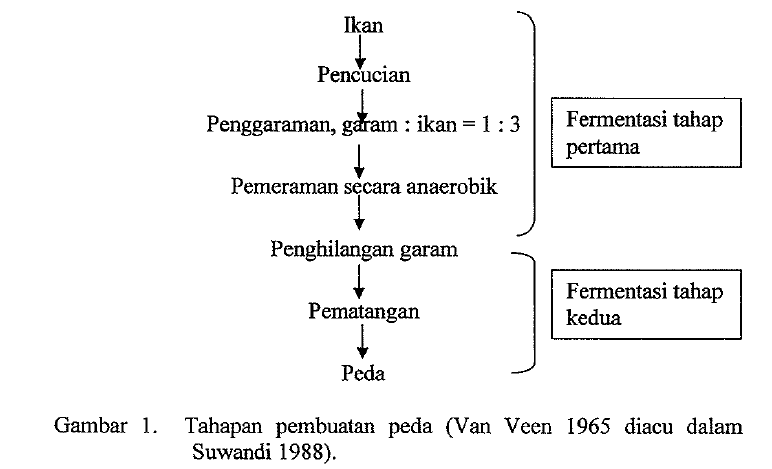 Ikan
Pencucian
Penggaraman, garam : ikan = 1 : 3
Fermentasi tahap
pertama
Pemeraman secara anaerobik
Penghilangan garam
Pematangan
Fermentasi tahap
kedua
Peda
Gambar 1. Tahapan pembuatan peda (Van Veen 1965 diacu dalam
Suwandi 1988).